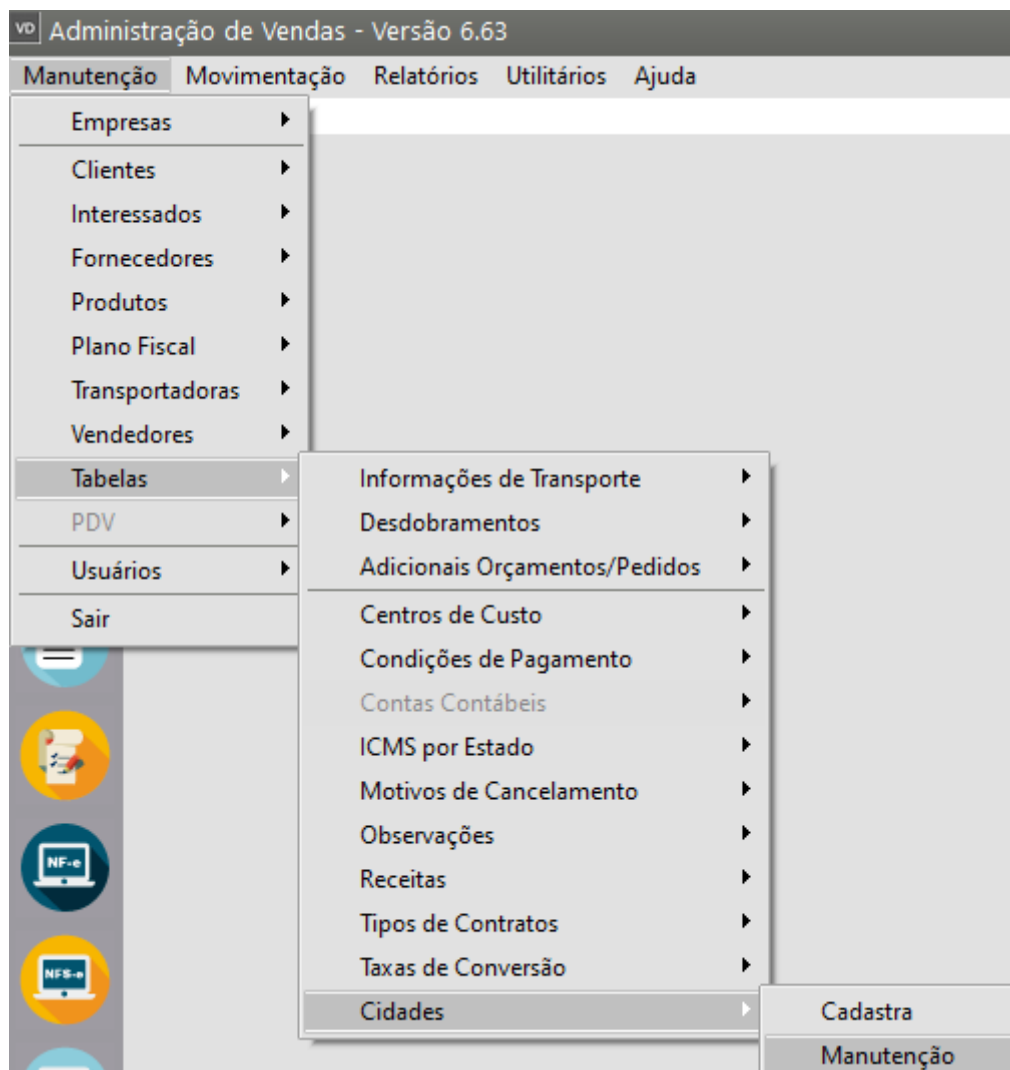 VD Administração de Vendas - Versão 6.63
Manutenção Movimentação Relatórios Utilitários Ajuda
Empresas
Clientes
Interessados
Fornecedores
Produtos
Plano Fiscal
Transportadoras
Vendedores
Tabelas
PDV
Usuários
Sair
Informações de Transporte
Desdobramentos
Adicionais Orçamentos/Pedidos
Centros de Custo
Condições de Pagamento
Contas Contábeis
ICMS por Estado
Motivos de Cancelamento
Observações
Receitas
Tipos de Contratos
Taxas de Conversão
Cidades
Cadastra
Manutenção
NF-e
NFS-e